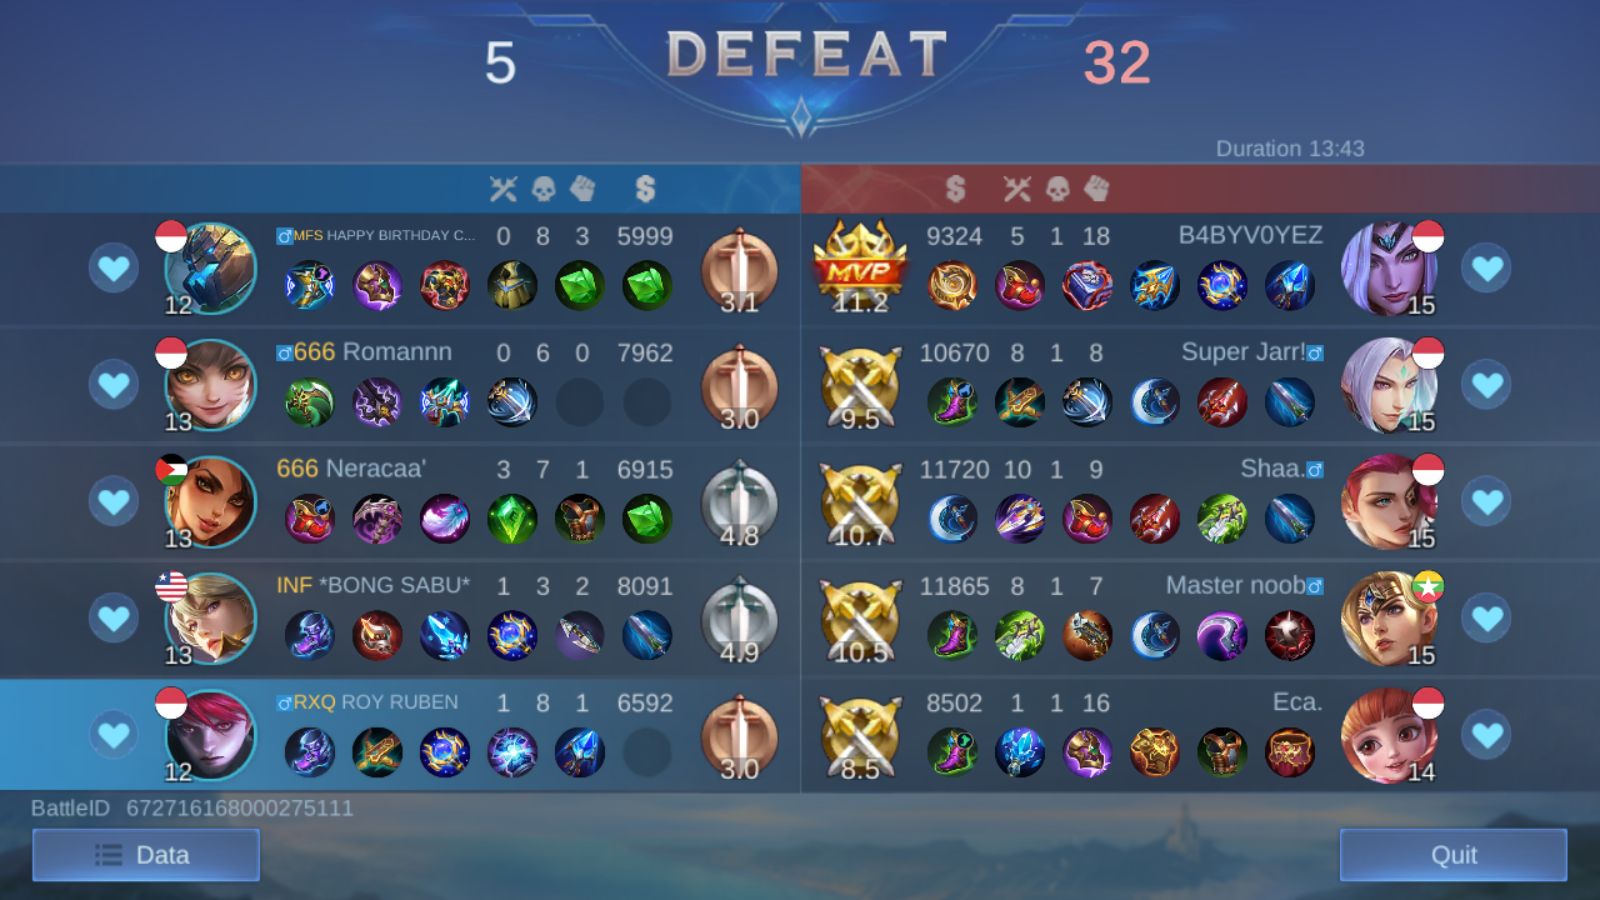 5 DEFEAT 32
Duration 13:43
MFS HAPPY BIRTHDAY C... 0 8 3 5999
12 3.1
MVP 11.2 9324 5 1 18 B4BYV0YEZ
15
666 Romannn 0 6 0 7962
13 3.0
9.5 10670 8 1 8 Super Jarr!
15
666 Neracaa' 3 7 1 6915
13 4.8
10.7 11720 10 1 9 Shaa.
15
INF *BONG SABU* 1 3 2 8091
13 4.9
10.5 11865 8 1 7 Master noob
15
RXQ ROY RUBEN 1 8 1 6592
12 3.0
8.5 8502 1 1 16 Eca.
14
BattleID 672716168000275111
Data
Quit